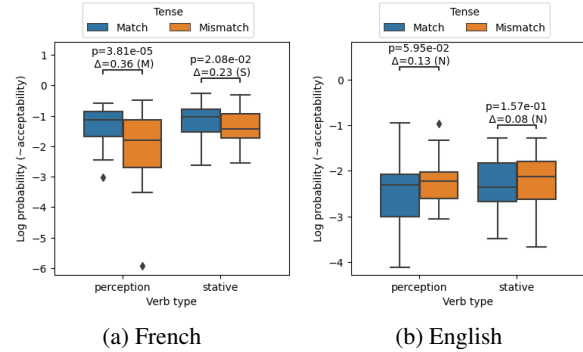 Tense
Match Mismatch
p=3.81e-05
Δ=0.36 (M)
p=2.08e-02
Δ=0.23 (S)
1
0
−1
−2
−3
−4
−5
−6
Log probability (~acceptability)
perception stative
Verb type
(a) French
Tense
Match Mismatch
p=5.95e-02
Δ=0.13 (N)
p=1.57e-01
Δ=0.08 (N)
0
−1
−2
−3
−4
Log probability (~acceptability)
perception stative
Verb type
(b) English